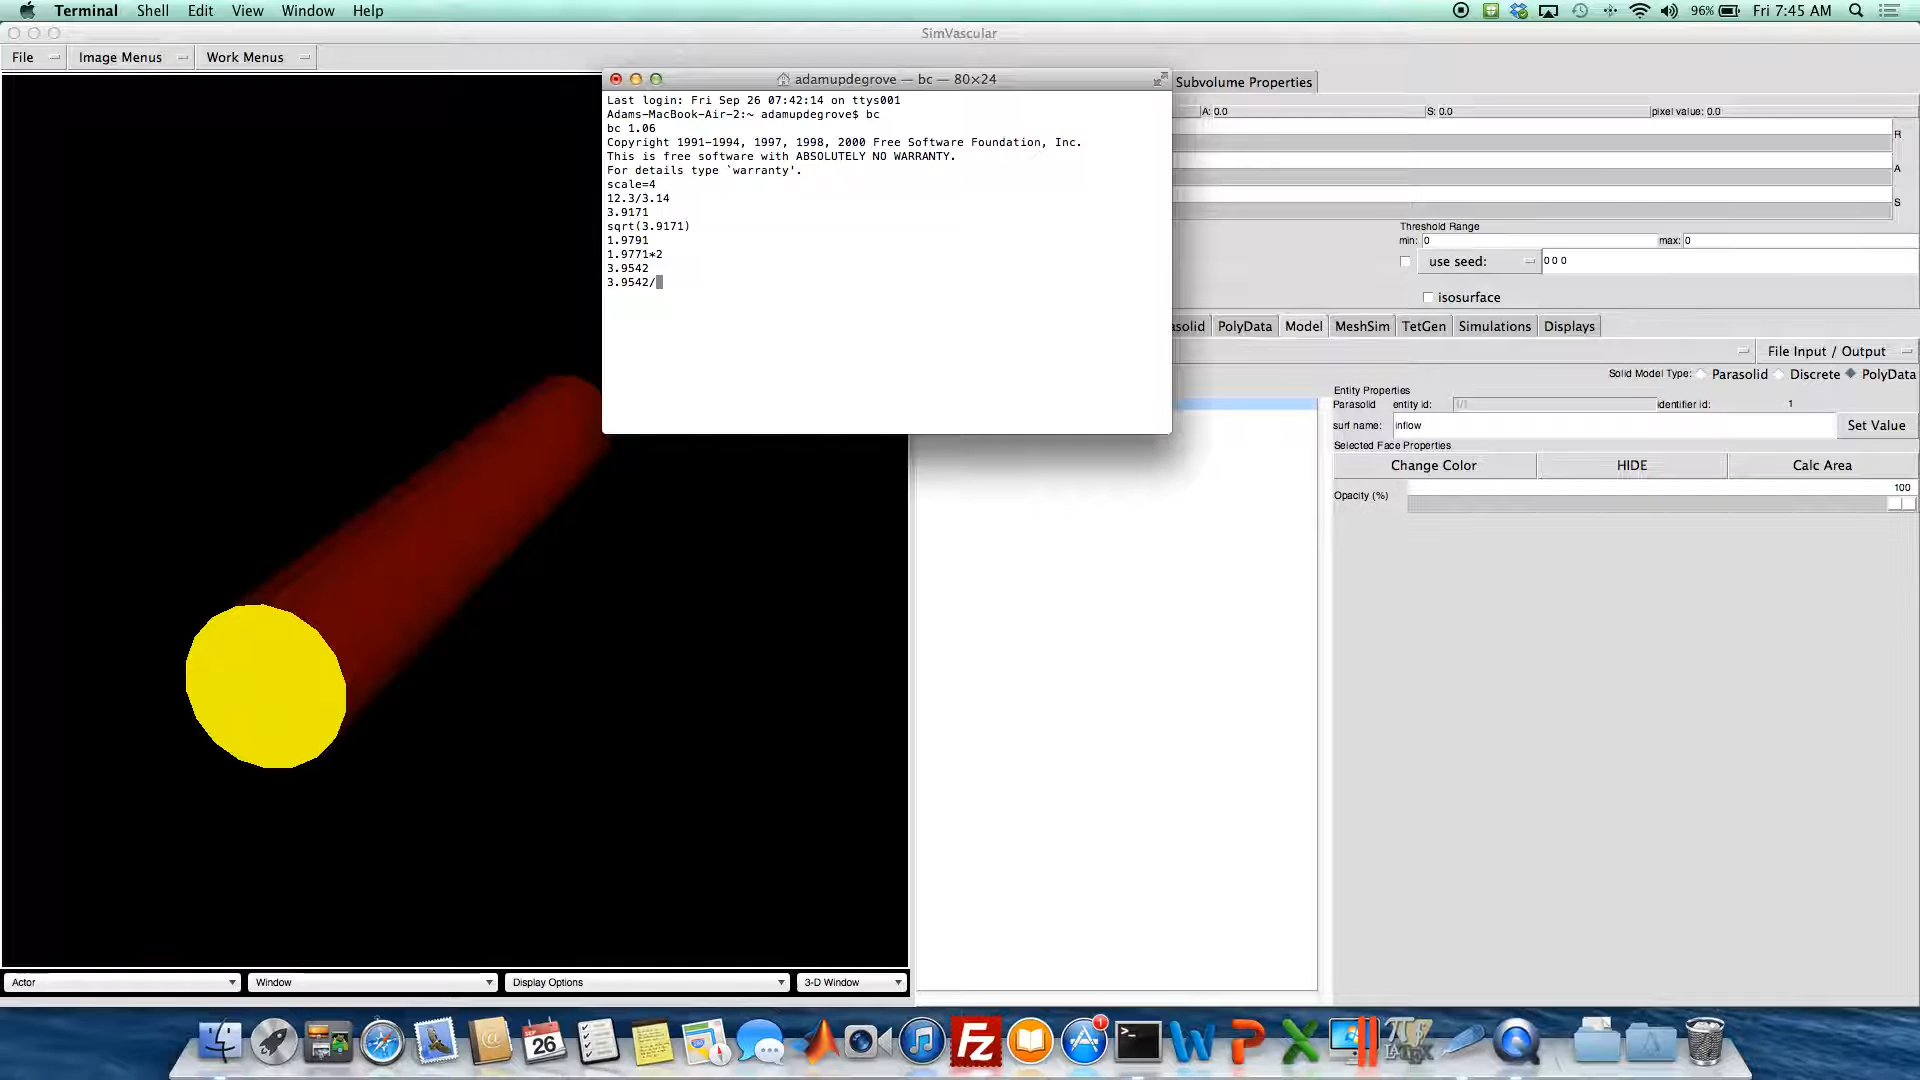 Terminal Shell Edit View Window Help
96% Fri 7:45 AM
SimVascular
File Image Menus Work Menus
adamupdegrove — bc — 80×24
Last login: Fri Sep 26 07:42:14 on ttys001
Adams-MacBook-Air-2:~ adamupdegrove$ bc
bc 1.06
Copyright 1991-1994, 1997, 1998, 2000 Free Software Foundation, Inc.
This is free software with ABSOLUTELY NO WARRANTY.
For details type `warranty'.
scale=4
12.3/3.14
3.9171
sqrt(3.9171)
1.9791
1.9771*2
3.9542
3.9542/
Subvolume Properties
A: 0.0 S: 0.0 pixel value: 0.0
R
A
S
Threshold Range
min: 0 max: 0
use seed: 0 0 0
isosurface
asolid PolyData Model MeshSim TetGen Simulations Displays
File Input / Output
Solid Model Type: Parasolid Discrete PolyData
Entity Properties
Parasolid entity id: identifier id: 1
surf name: inflow Set Value
Selected Face Properties
Change Color HIDE Calc Area
100
Opacity (%)
Actor Window Display Options 3-D Window
SEP
26
1